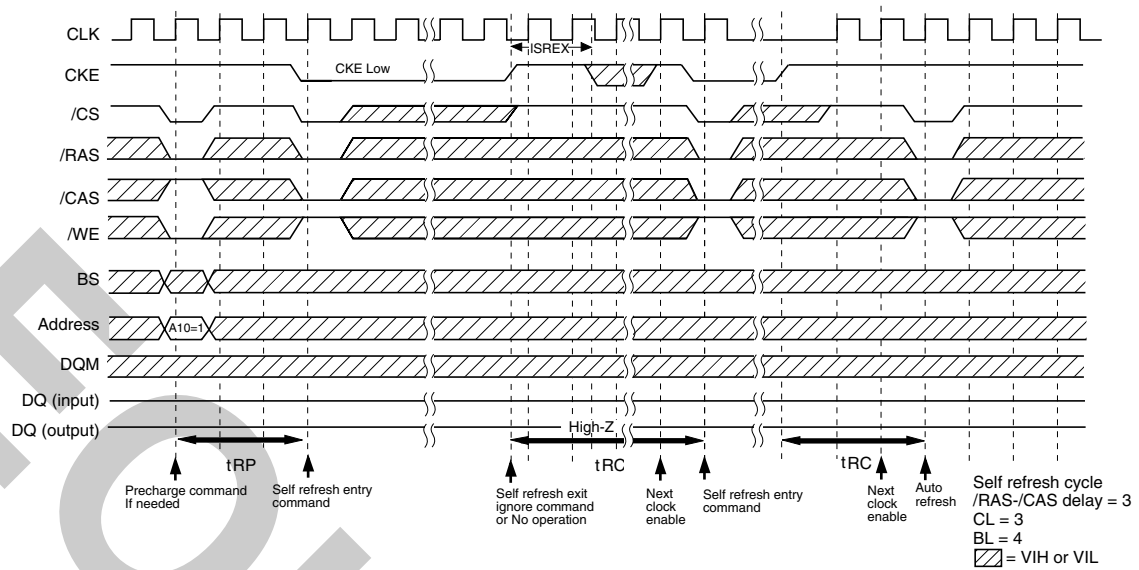 CLK
ISREX
CKE
CKE Low
/CS
/RAS
/CAS
/WE
BS
Address
A10=1
DQM
DQ (input)
DQ (output)
High-Z
tRP
tRC
tRC
Precharge command
If needed
Self refresh entry
command
Self refresh exit
ignore command
or No operation
Next
clock
enable
Self refresh entry
command
Next
clock
enable
Auto
refresh
Self refresh cycle
/RAS-/CAS delay = 3
CL = 3
BL = 4
= VIH or VIL